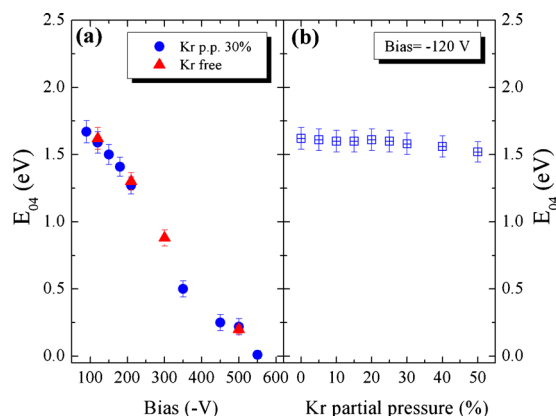 (a)
Kr p.p. 30%
Kr free
(b)
Bias= -120 V
2.5
2.0
1.5
1.0
0.5
0.0
E04 (eV)
100 200 300 400 500 600
Bias (-V)
0 10 20 30 40 50
Kr partial pressure (%)
2.5
2.0
1.5
1.0
0.5
0.0
E04 (eV)